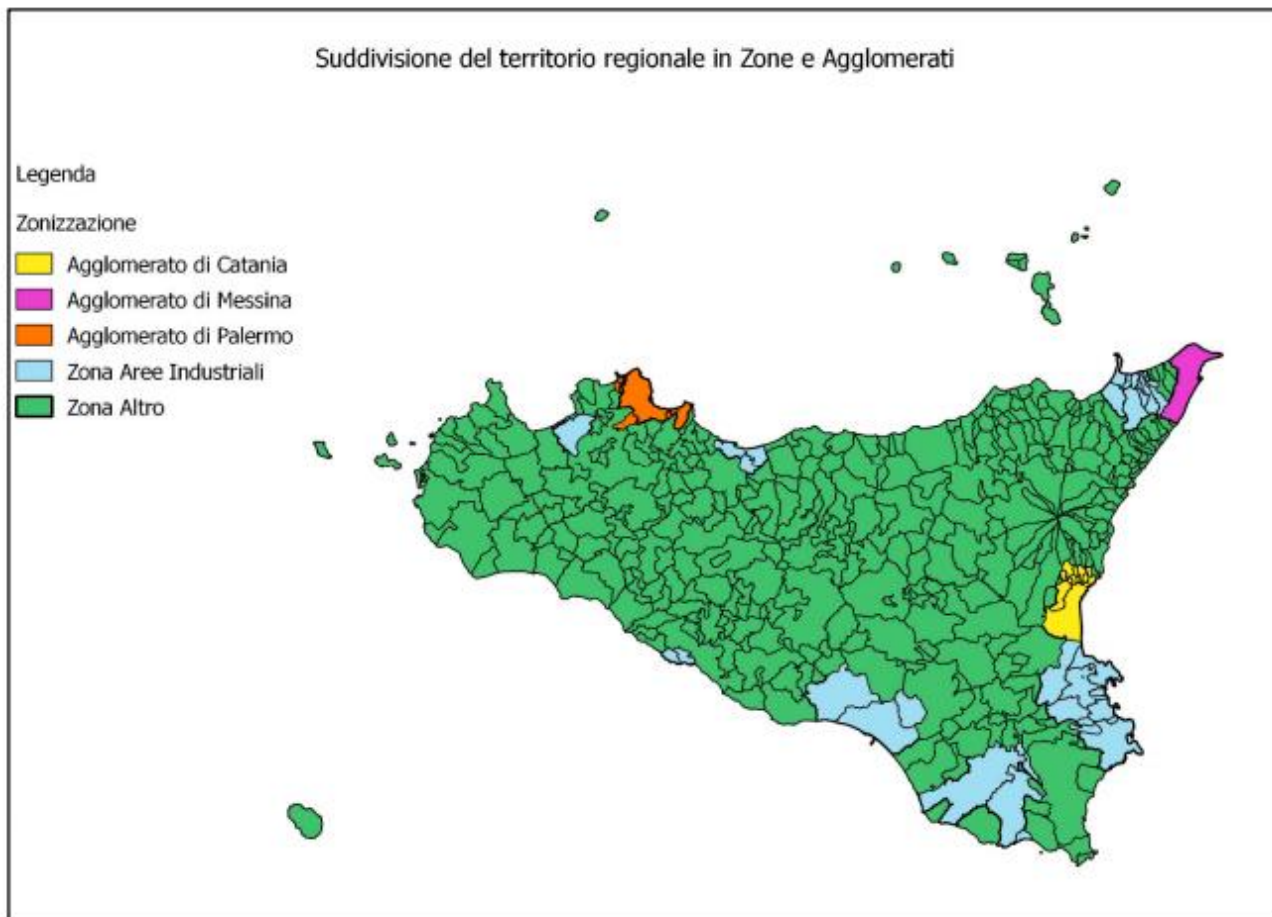 Suddivisione del territorio regionale in Zone e Agglomerati
Legenda
Zonizzazione
Agglomerato di Catania
Agglomerato di Messina
Agglomerato di Palermo
Zona Aree Industriali
Zona Altro